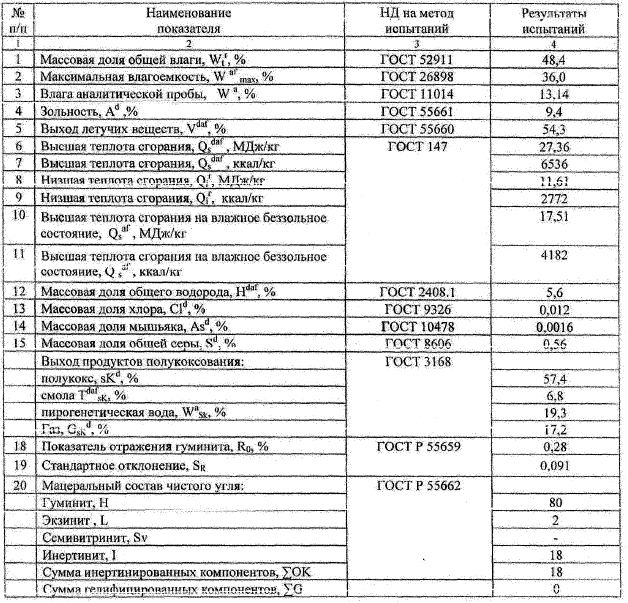 № п/п Наименование показателя НД на метод испытаний Результаты испытаний
1 2 3 4
1 Массовая доля общей влаги, Wtr, % ГОСТ 52911 48,4
2 Максимальная влагоемкость, W af max, % ГОСТ 26898 36,0
3 Влага аналитической пробы, W a, % ГОСТ 11014 13,14
4 Зольность, Ad ,% ГОСТ 55661 9,4
5 Выход летучих веществ, Vdaf, % ГОСТ 55660 54,3
6 Высшая теплота сгорания, Qsdaf , МДж/кг ГОСТ 147 27,36
7 Высшая теплота сгорания, Qsdaf , ккал/кг 6536
8 Низшая теплота сгорания, Qir, МДж/кг 11,61
9 Низшая теплота сгорания, Qir, ккал/кг 2772
10 Высшая теплота сгорания на влажное беззольное 17,51
состояние, Qsaf , МДж/кг
11 Высшая теплота сгорания на влажное беззольное 4182
состояние, Q saf , ккал/кг
12 Массовая доля общего водорода, Hdaf, % ГОСТ 2408.1 5,6
13 Массовая доля хлора, Cld, % ГОСТ 9326 0,012
14 Массовая доля мышьяка, Asd, % ГОСТ 10478 0,0016
15 Массовая доля общей серы, Sd, % ГОСТ 8606 0,56
Выход продуктов полукоксования: ГОСТ 3168
полукокс, sKd, % 57,4
смола TdafsK, % 6,8
пирогенетическая вода, WaSk, % 19,3
Газ, GsKd, % 17,2
18 Показатель отражения гуминита, R0, % ГОСТ Р 55659 0,28
19 Стандартное отклонение, SR 0,091
20 Мацеральный состав чистого угля: ГОСТ Р 55662
Гуминит, H 80
Экзинит , L 2
Семивитринит, Sv -
Инертинит, I 18
Сумма инертинированных компонентов, ∑OK 18
Сумма гелифицированных компонентов, ∑G 0